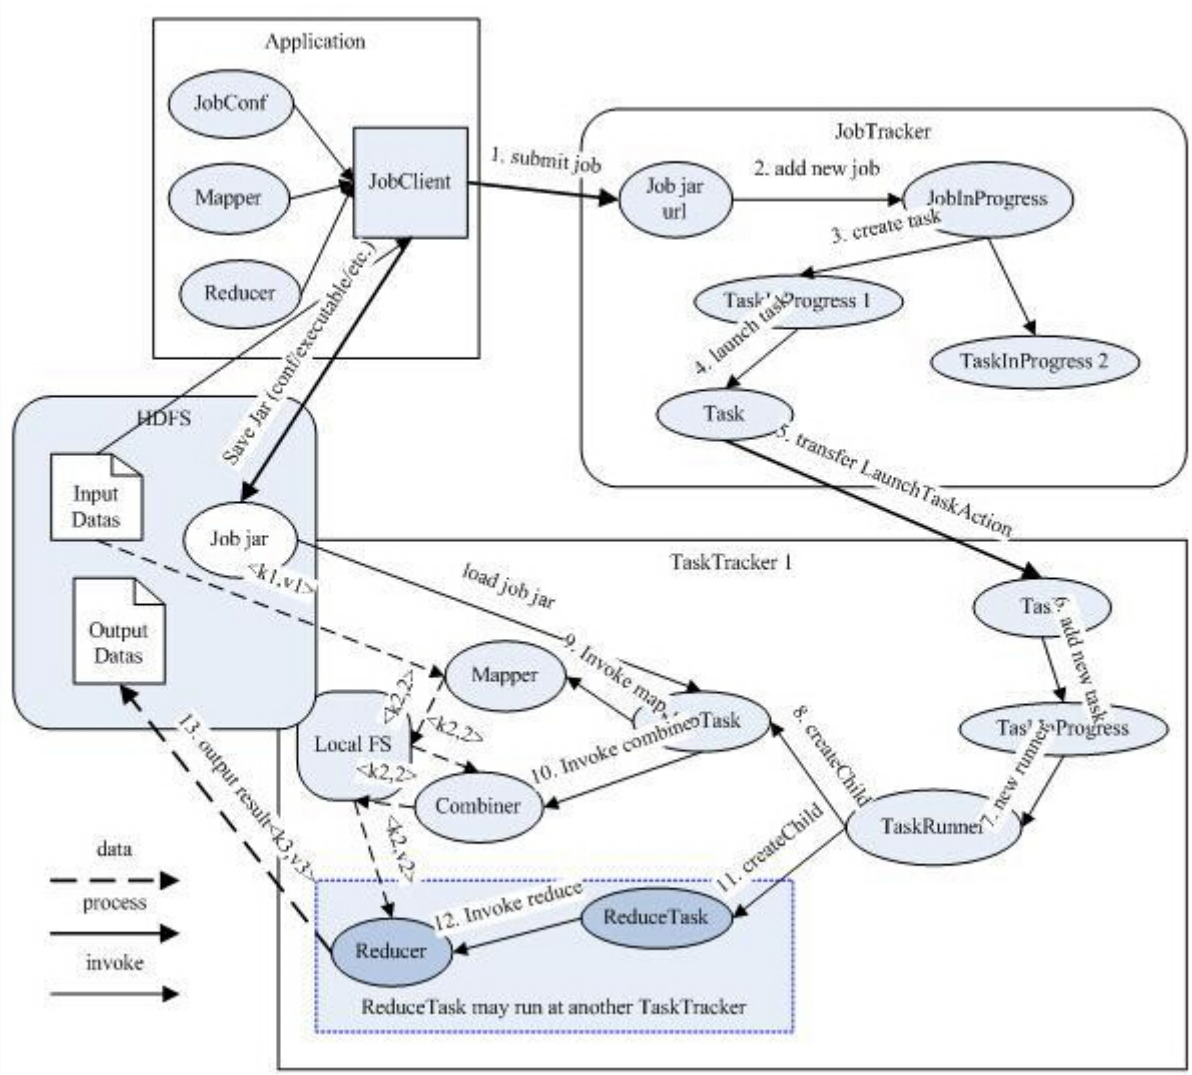 Application
JobConf
Mapper
Reducer
JobClient
1. submit job
JobTracker
Job jar
url
2. add new job
JobInProgress
3. create task
TaskInProgress 1
4. launch task
TaskInProgress 2
Task
5. transfer LaunchTaskAction
Save Jar (conf/executable/etc.)
HDFS
Input
Datas
Job jar
<k1,v1>
Output
Datas
TaskTracker 1
load job jar
Task
6. add new task
TaskInProgress
7. new runner
TaskRunner
8. createChild
9. Invoke map
Task
Mapper
<k2,2>
<k2,2>
Local FS
<k2,2>
10. Invoke combine
Combiner
<k2,v2>
11. createChild
ReduceTask
12. Invoke reduce
Reducer
ReduceTask may run at another TaskTracker
13. output result<k3,v3>
data
process
invoke